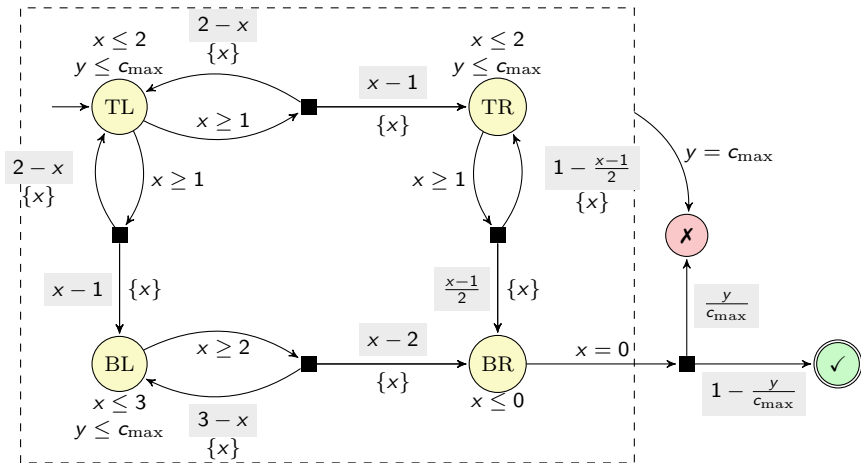 2 − x
{x}
x ≤ 2
y ≤ c_max
TL
x ≥ 1
x − 1
{x}
x ≤ 2
y ≤ c_max
TR
2 − x
{x}
x ≥ 1
x ≥ 1
1 − (x−1)/2
{x}
y = c_max
✗
x − 1
{x}
(x−1)/2
{x}
y/c_max
BL
x ≥ 2
x − 2
{x}
BR
x = 0
✓
x ≤ 3
y ≤ c_max
3 − x
{x}
x ≤ 0
1 − y/c_max